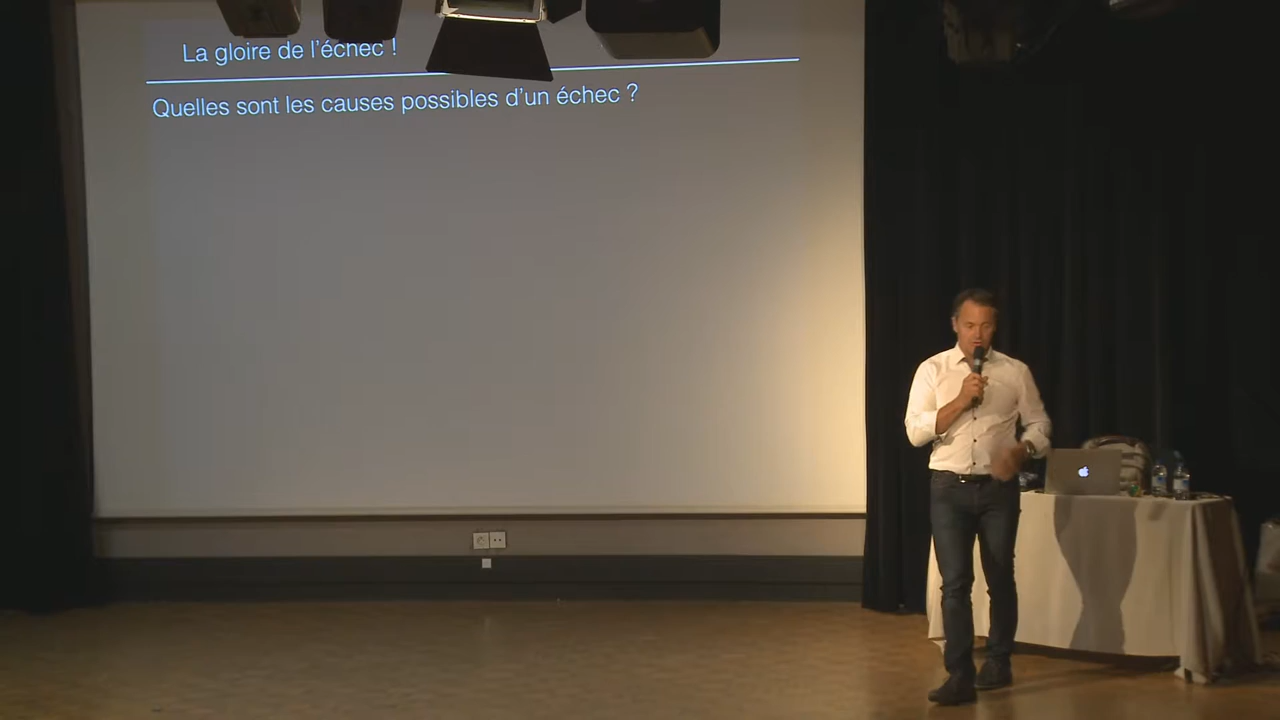 La gloire de l'échec !
Quelles sont les causes possibles d'un échec ?